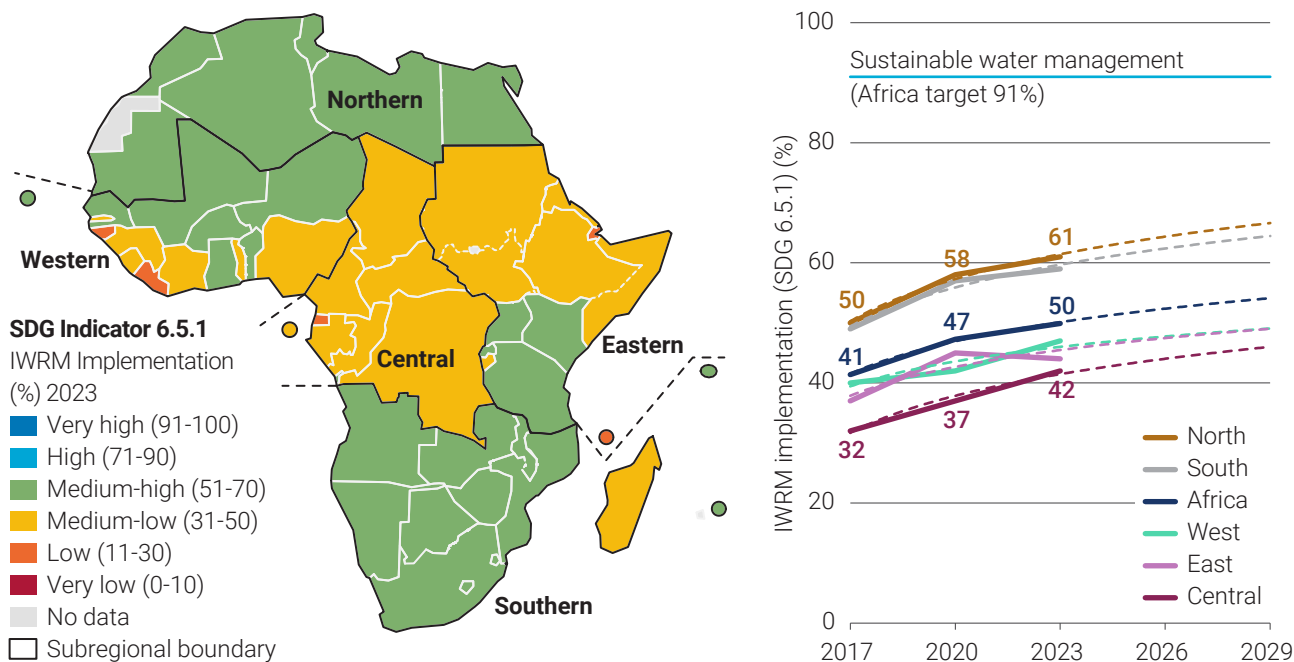 Northern
Western
Central
Eastern
Southern
SDG Indicator 6.5.1
IWRM Implementation
(%) 2023
Very high (91-100)
High (71-90)
Medium-high (51-70)
Medium-low (31-50)
Low (11-30)
Very low (0-10)
No data
Subregional boundary
IWRM implementation (SDG 6.5.1) (%)
100
80
60
40
20
0
Sustainable water management
(Africa target 91%)
50
58
61
41
47
50
32
37
42
North
South
Africa
West
East
Central
2017
2020
2023
2026
2029